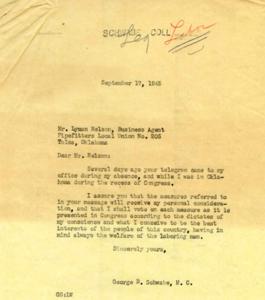 SCHWABE COLL
Leg Labor
September 17, 1945
Mr. Lyman Nelson, Business Agent
Pipefitters Local Union No. 205
Tulsa, Oklahoma
Dear Mr. Nelson:
Several days ago your telegram came to my
office during my absence, and while I was in Okla-
homa during the recess of Congress.
I assure you that the measures referred to
in your message will receive my personal consideration,
and that I shall vote on each measure as it is
presented in Congress according to the dictates of
my conscience and what I conceive to be the best
interests of the people of this country, having in
mind always the welfare of the laboring man.
Sincerely yours,
George B. Schwabe, M. C.
GS:LW